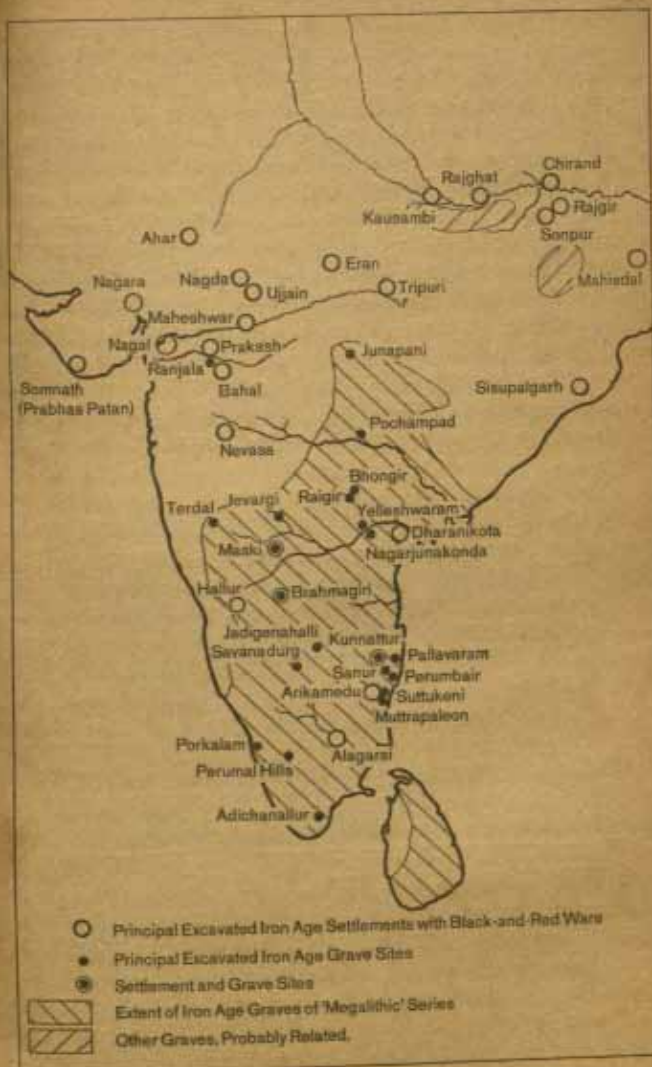 Chirand
Rajghat
Rajgir
Kausambi
Sonpur
Ahar
Eran
Mahisdal
Nagara
Nagda
Ujjain
Tripuri
Maheshwar
Nagal
Prakash
Junapani
Ranjala
Bahal
Somnath
(Prabhas Patan)
Sisupalgarh
Pochampad
Nevasa
Bhongir
Raigir
Terdal
Jevargi
Yelleshwaram
Dharanikota
Maski
Nagarjunakonda
Hallur
Brahmagiri
Jadigenahalli
Kunnattur
Savanadurg
Pallavaram
Sanur
Perumbair
Arikamedu
Suttukeni
Muttrapaleon
Porkalam
Alagarai
Perumal Hills
Adichanallur
Principal Excavated Iron Age Settlements with Black-and-Red Ware
Principal Excavated Iron Age Grave Sites
Settlement and Grave Sites
Extent of Iron Age Graves of 'Megalithic' Series
Other Graves, Probably Related.